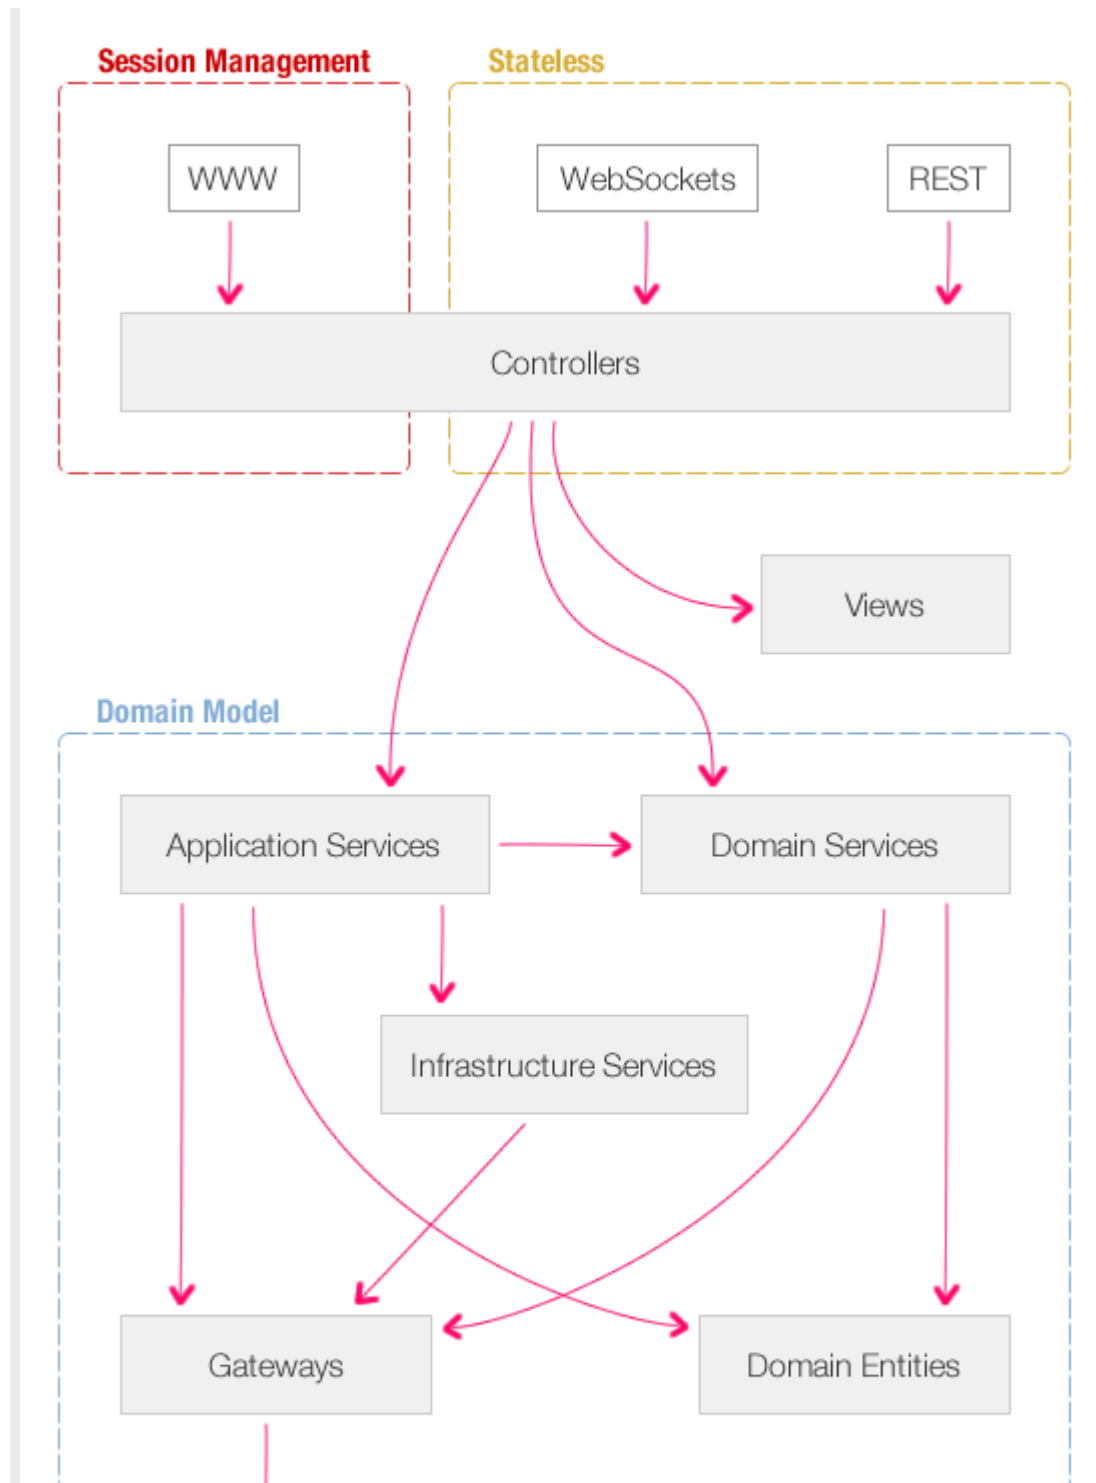 Session Management
Stateless
WWW
WebSockets
REST
Controllers
Views
Domain Model
Application Services
Domain Services
Infrastructure Services
Gateways
Domain Entities